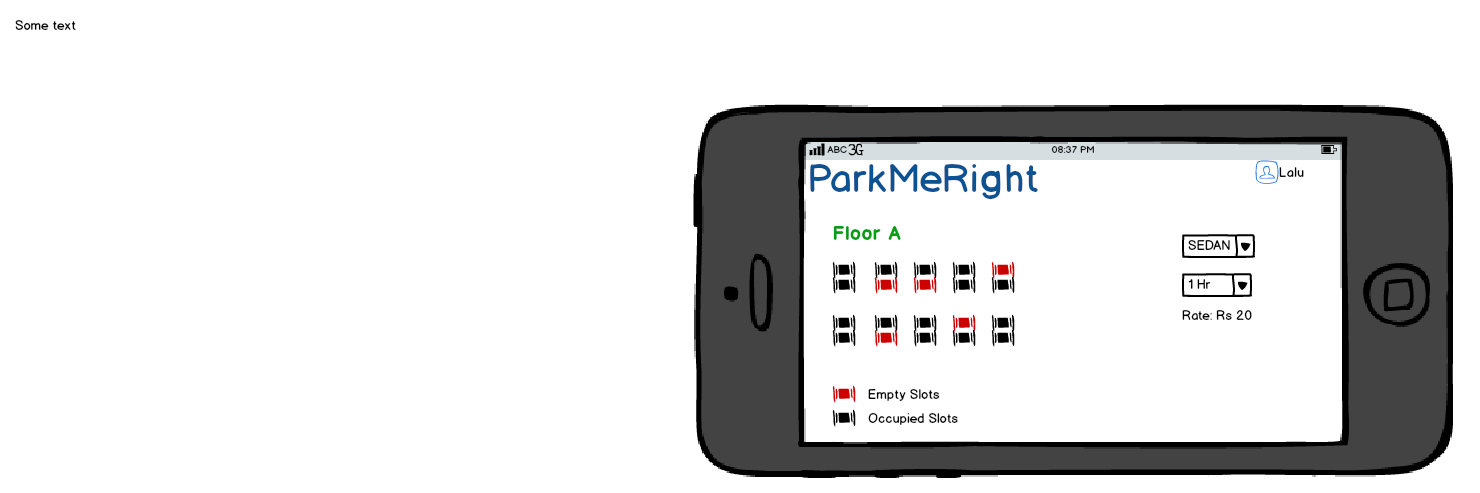 Some text
ABC 3G 08:37 PM
ParkMeRight
Lalu
Floor A
SEDAN
1 Hr
Rate: Rs 20
Empty Slots
Occupied Slots